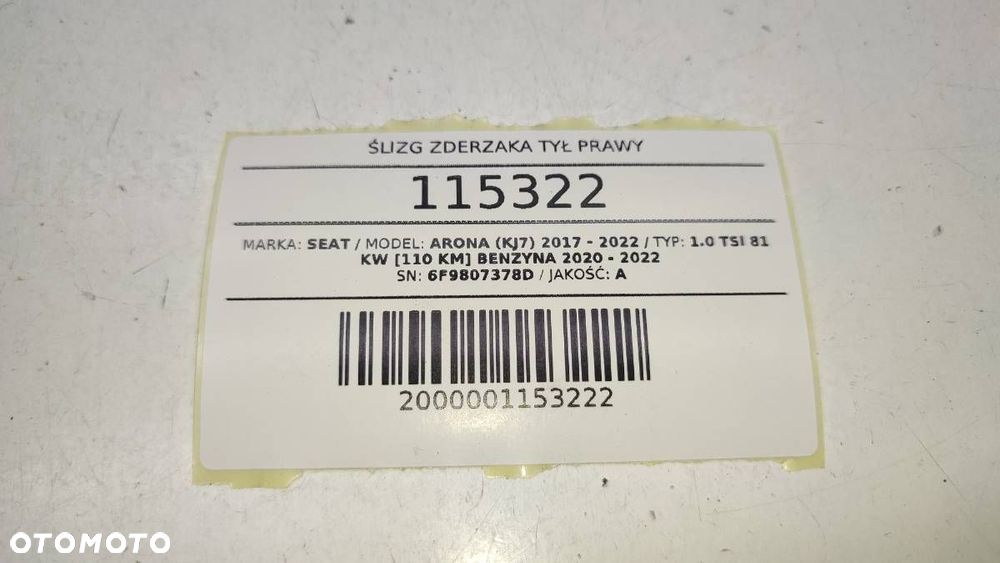 ŚLIZG ZDERZAKA TYŁ PRAWY
115322
MARKA: SEAT / MODEL: ARONA (KJ7) 2017 - 2022 / TYP: 1.0 TSI 81
KW [110 KM] BENZYNA 2020 - 2022
SN: 6F9807378D / JAKOŚĆ: A
2000001153222
OTOMOTO